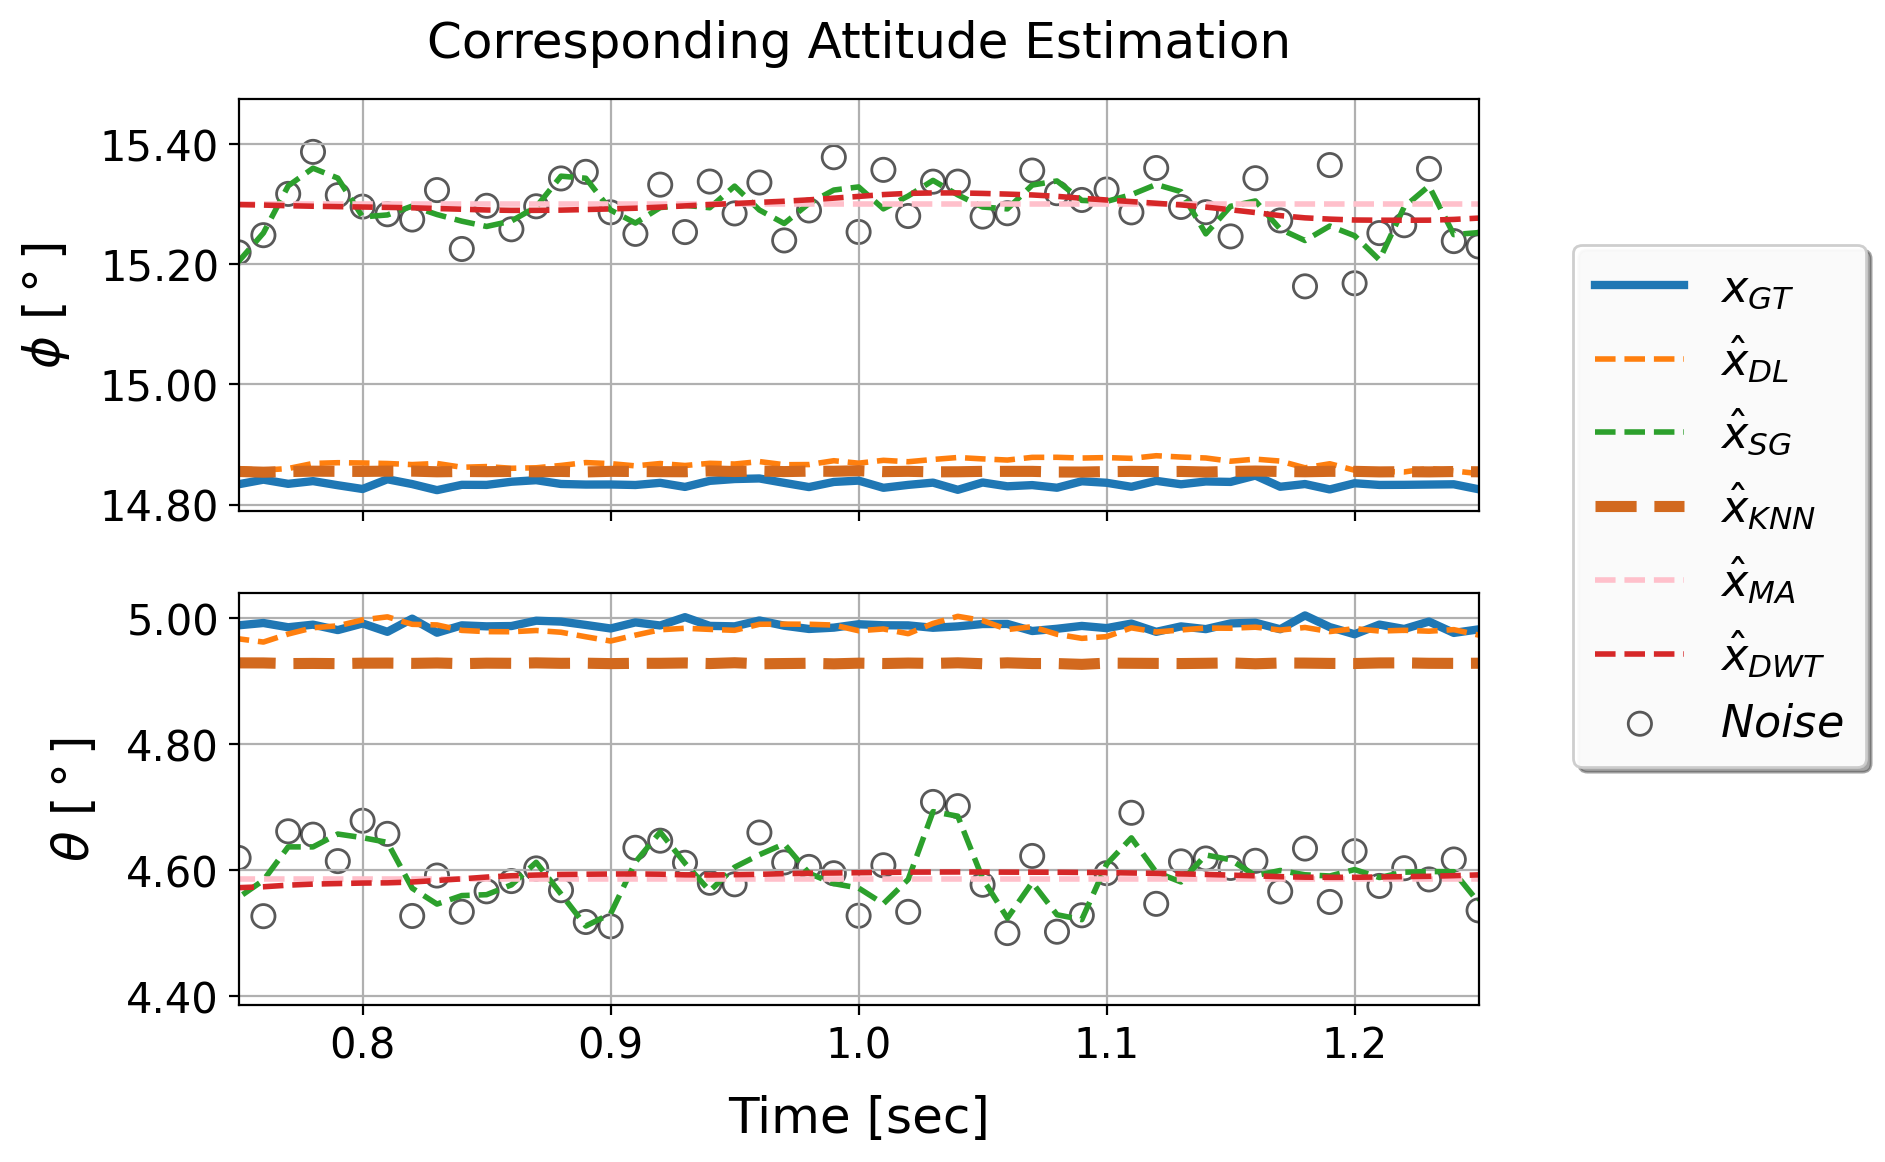 Corresponding Attitude Estimation
15.40
15.20
15.00
14.80
ϕ [°]
5.00
4.80
4.60
4.40
θ [°]
0.8 0.9 1.0 1.1 1.2
Time [sec]
x_GT
x̂_DL
x̂_SG
x̂_KNN
x̂_MA
x̂_DWT
Noise